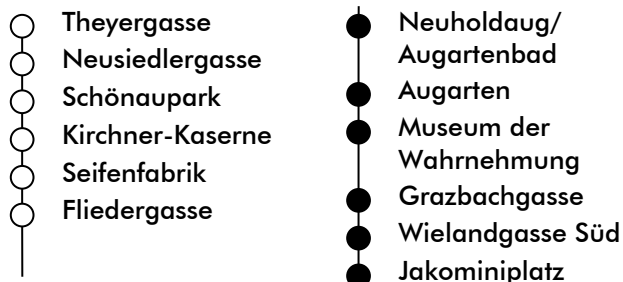 Theyergasse
Neusiedlergasse
Schönaupark
Kirchner-Kaserne
Seifenfabrik
Fliedergasse
Neuholdaug/
Augartenbad
Augarten
Museum der
Wahrnehmung
Grazbachgasse
Wielandgasse Süd
Jakominiplatz